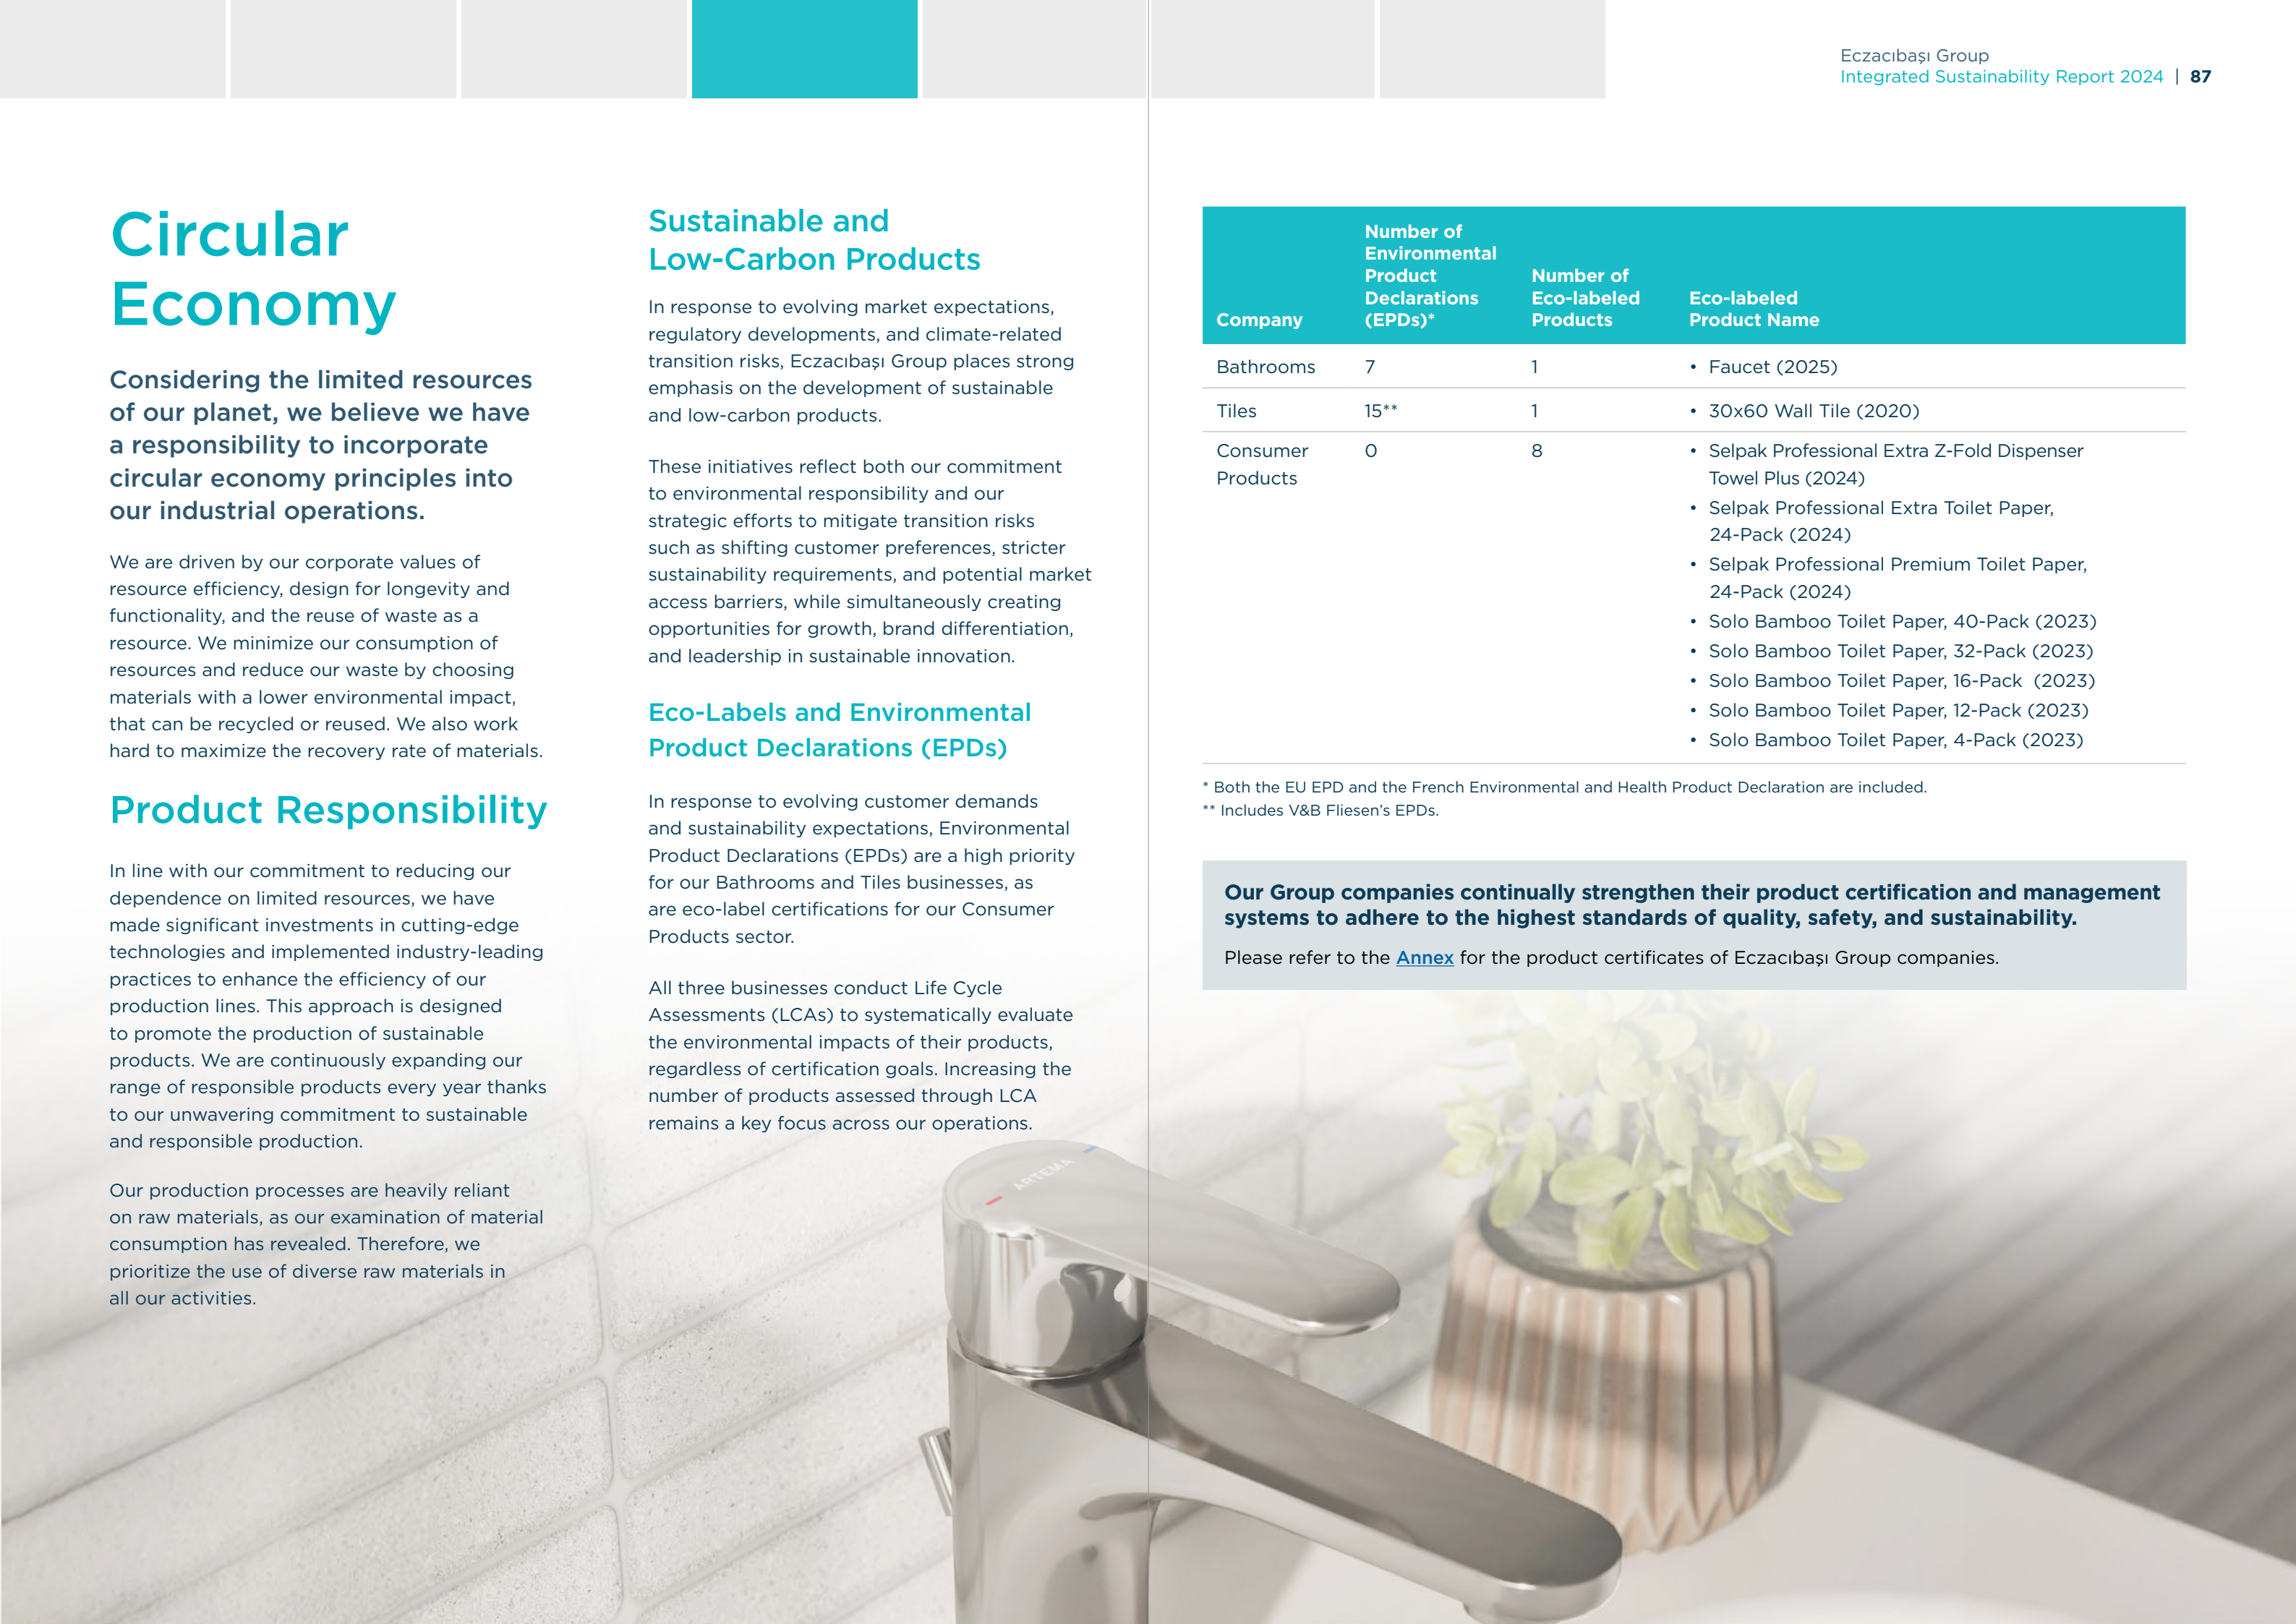 Eczacıbaşı Group
Integrated Sustainability Report 2024 | 87
Circular
Economy
Considering the limited resources
of our planet, we believe we have
a responsibility to incorporate
circular economy principles into
our industrial operations.
We are driven by our corporate values of
resource efficiency, design for longevity and
functionality, and the reuse of waste as a
resource. We minimize our consumption of
resources and reduce our waste by choosing
materials with a lower environmental impact,
that can be recycled or reused. We also work
hard to maximize the recovery rate of materials.
Product Responsibility
In line with our commitment to reducing our
dependence on limited resources, we have
made significant investments in cutting-edge
technologies and implemented industry-leading
practices to enhance the efficiency of our
production lines. This approach is designed
to promote the production of sustainable
products. We are continuously expanding our
range of responsible products every year thanks
to our unwavering commitment to sustainable
and responsible production.
Our production processes are heavily reliant
on raw materials, as our examination of material
consumption has revealed. Therefore, we
prioritize the use of diverse raw materials in
all our activities.
Sustainable and
Low-Carbon Products
In response to evolving market expectations,
regulatory developments, and climate-related
transition risks, Eczacıbaşı Group places strong
emphasis on the development of sustainable
and low-carbon products.
These initiatives reflect both our commitment
to environmental responsibility and our
strategic efforts to mitigate transition risks
such as shifting customer preferences, stricter
sustainability requirements, and potential market
access barriers, while simultaneously creating
opportunities for growth, brand differentiation,
and leadership in sustainable innovation.
Eco-Labels and Environmental
Product Declarations (EPDs)
In response to evolving customer demands
and sustainability expectations, Environmental
Product Declarations (EPDs) are a high priority
for our Bathrooms and Tiles businesses, as
are eco-label certifications for our Consumer
Products sector.
All three businesses conduct Life Cycle
Assessments (LCAs) to systematically evaluate
the environmental impacts of their products,
regardless of certification goals. Increasing the
number of products assessed through LCA
remains a key focus across our operations.
ARTEMA
Company
Number of
Environmental
Product
Declarations
(EPDs)*
Number of
Eco-labeled
Products
Eco-labeled
Product Name
Bathrooms 7 1 • Faucet (2025)
Tiles 15** 1 • 30x60 Wall Tile (2020)
Consumer
Products
0 8 • Selpak Professional Extra Z-Fold Dispenser
Towel Plus (2024)
• Selpak Professional Extra Toilet Paper,
24-Pack (2024)
• Selpak Professional Premium Toilet Paper,
24-Pack (2024)
• Solo Bamboo Toilet Paper, 40-Pack (2023)
• Solo Bamboo Toilet Paper, 32-Pack (2023)
• Solo Bamboo Toilet Paper, 16-Pack (2023)
• Solo Bamboo Toilet Paper, 12-Pack (2023)
• Solo Bamboo Toilet Paper, 4-Pack (2023)
* Both the EU EPD and the French Environmental and Health Product Declaration are included.
** Includes V&B Fliesen's EPDs.
Our Group companies continually strengthen their product certification and management
systems to adhere to the highest standards of quality, safety, and sustainability.
Please refer to the Annex for the product certificates of Eczacıbaşı Group companies.